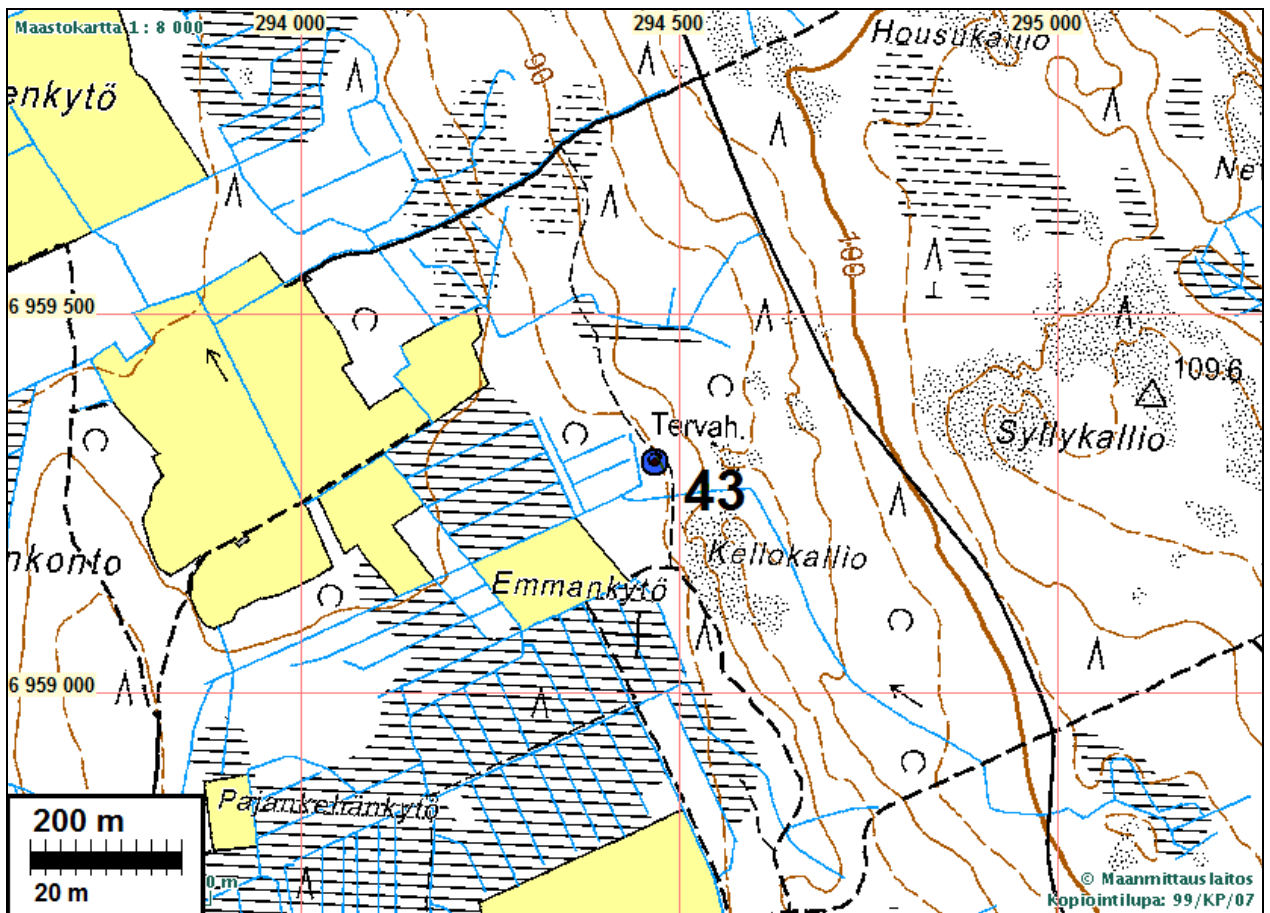 Maastokartta 1 : 8 000
294 000
294 500
295 000
Housukallio
90
enkytö
Ne
100
6 959 500
109.6
Syllykallio
Tervah.
43
Kellokallio
nkonto
Emmankytö
6 959 000
Pajankehänkytö
200 m
20 m
0 m
© Maanmittauslaitos
Kopiointilupa: 99/KP/07